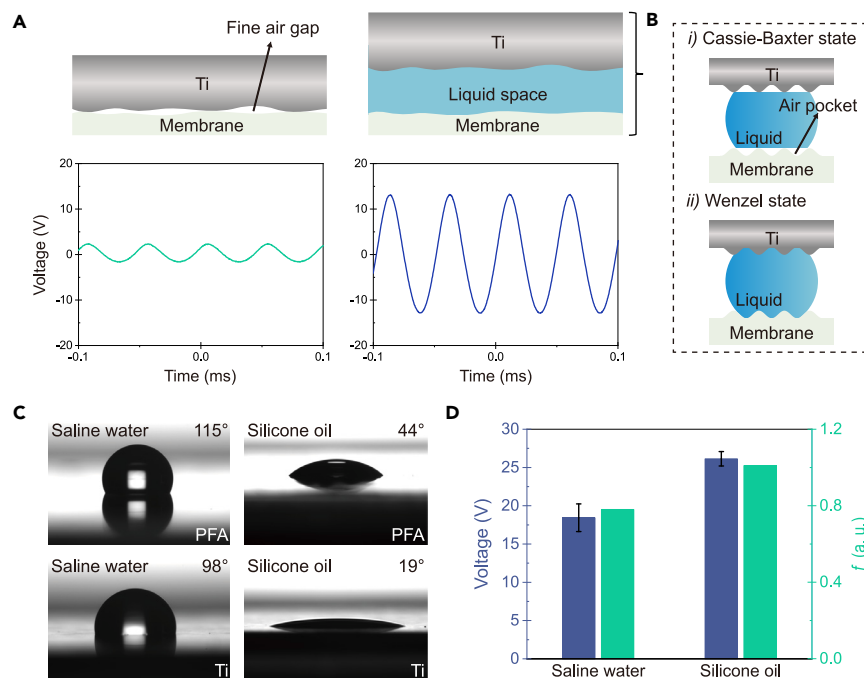 A
Fine air gap
Ti
Membrane
Ti
Liquid space
Membrane
Voltage (V)
20
10
0
-10
-20
-0.1
0.0
0.1
Time (ms)
20
10
0
-10
-20
-0.1
0.0
0.1
Time (ms)
B
i) Cassie-Baxter state
Ti
Air pocket
Liquid
Membrane
ii) Wenzel state
Ti
Liquid
Membrane
C
Saline water 115°
PFA
Silicone oil 44°
PFA
Saline water 98°
Ti
Silicone oil 19°
Ti
D
Voltage (V)
30
25
20
15
10
5
0
Saline water
Silicone oil
1.2
0.8
0.4
0.0
f (a. u.)